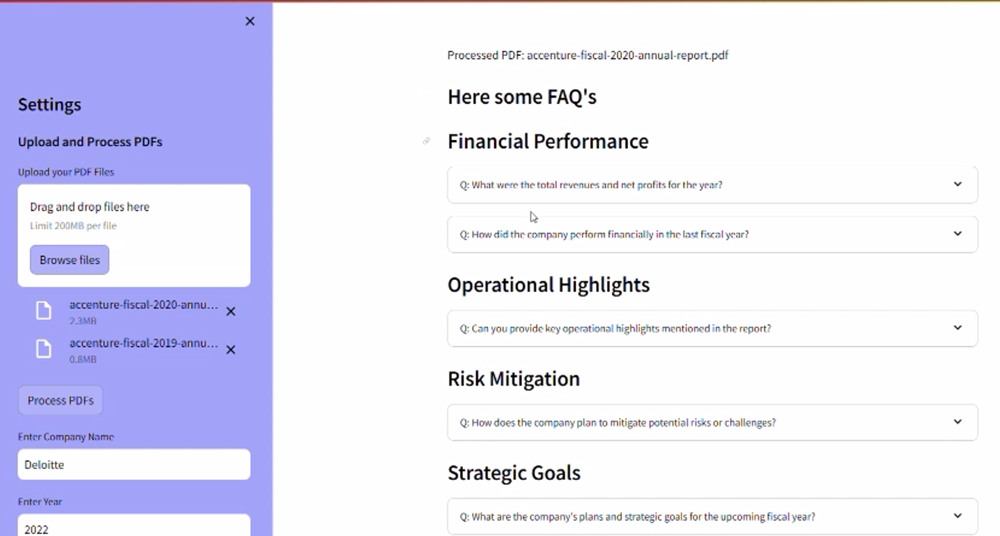 Settings
Upload and Process PDFs
Upload your PDF Files
Drag and drop files here
Limit 200MB per file
Browse files
accenture-fiscal-2020-annu...
2.3MB
accenture-fiscal-2019-annu...
0.8MB
Process PDFs
Enter Company Name
Deloitte
Enter Year
2022
Processed PDF: accenture-fiscal-2020-annual-report.pdf
Here some FAQ's
Financial Performance
Q: What were the total revenues and net profits for the year?
Q: How did the company perform financially in the last fiscal year?
Operational Highlights
Q: Can you provide key operational highlights mentioned in the report?
Risk Mitigation
Q: How does the company plan to mitigate potential risks or challenges?
Strategic Goals
Q: What are the company's plans and strategic goals for the upcoming fiscal year?